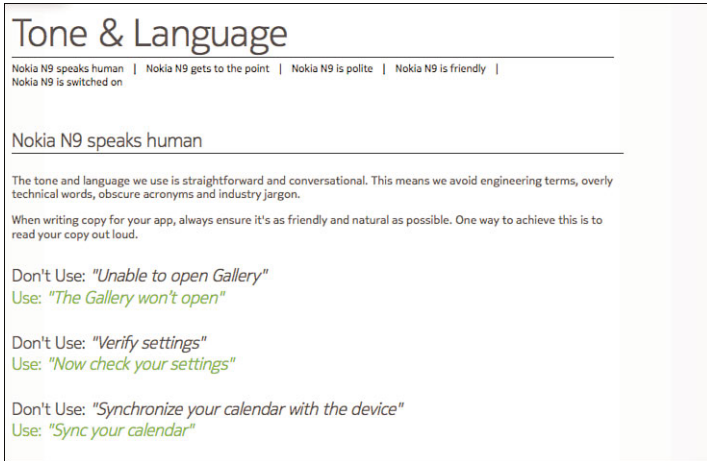 Tone & Language
Nokia N9 speaks human | Nokia N9 gets to the point | Nokia N9 is polite | Nokia N9 is friendly |
Nokia N9 is switched on
Nokia N9 speaks human
The tone and language we use is straightforward and conversational. This means we avoid engineering terms, overly
technical words, obscure acronyms and industry jargon.
When writing copy for your app, always ensure it's as friendly and natural as possible. One way to achieve this is to
read your copy out loud.
Don't Use: "Unable to open Gallery"
Use: "The Gallery won't open"
Don't Use: "Verify settings"
Use: "Now check your settings"
Don't Use: "Synchronize your calendar with the device"
Use: "Sync your calendar"